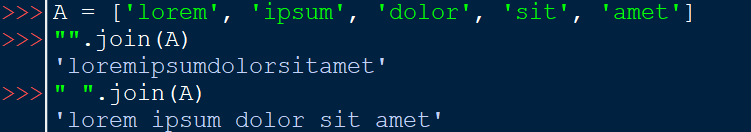 >>> A = ['lorem', 'ipsum', 'dolor', 'sit', 'amet']
>>> "".join(A)
'loremipsumdolorsitamet'
>>> " ".join(A)
'lorem ipsum dolor sit amet'